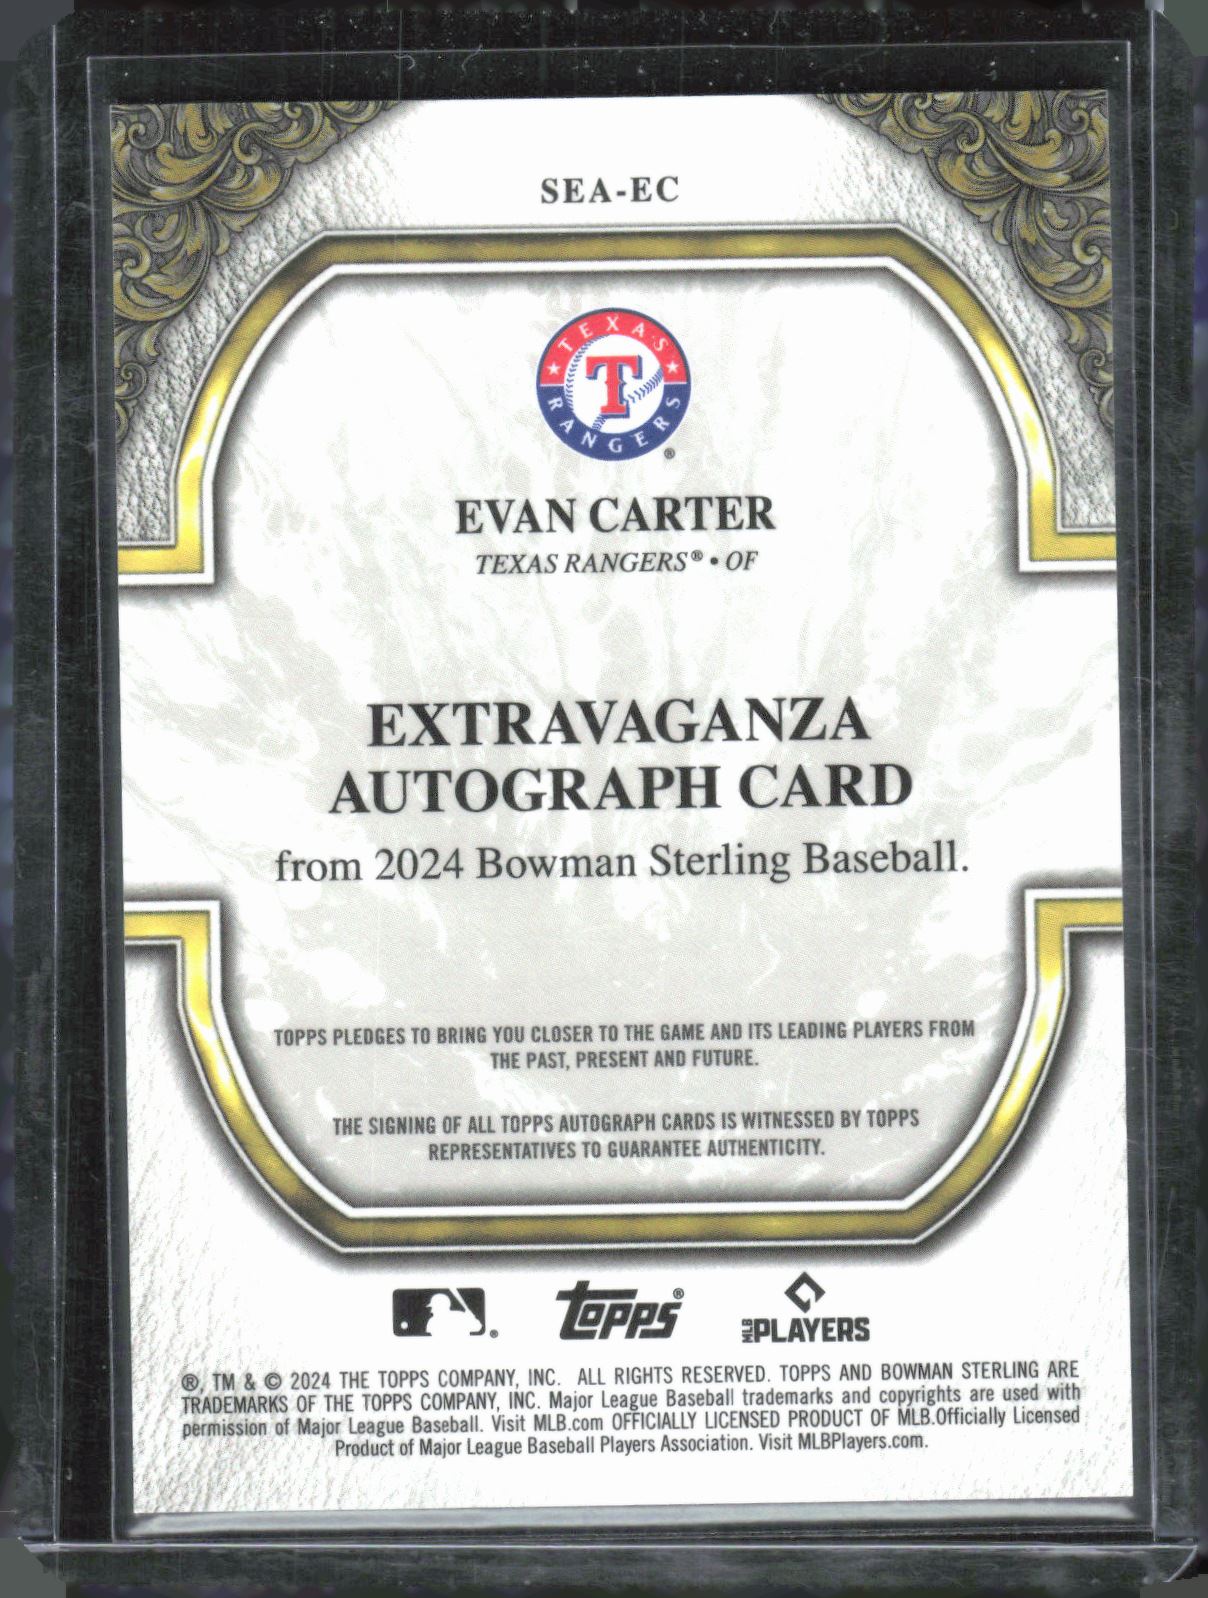 SEA-EC
TEXAS
T
RANGERS®
EVAN CARTER
TEXAS RANGERS® • OF
EXTRAVAGANZA
AUTOGRAPH CARD
from 2024 Bowman Sterling Baseball.
TOPPS PLEDGES TO BRING YOU CLOSER TO THE GAME AND ITS LEADING PLAYERS FROM
THE PAST, PRESENT AND FUTURE.
THE SIGNING OF ALL TOPPS AUTOGRAPH CARDS IS WITNESSED BY TOPPS
REPRESENTATIVES TO GUARANTEE AUTHENTICITY.
topps® MLB PLAYERS
®, TM & © 2024 THE TOPPS COMPANY, INC. ALL RIGHTS RESERVED. TOPPS AND BOWMAN STERLING ARE
TRADEMARKS OF THE TOPPS COMPANY, INC. Major League Baseball trademarks and copyrights are used with
permission of Major League Baseball. Visit MLB.com OFFICIALLY LICENSED PRODUCT OF MLB.Officially Licensed
Product of Major League Baseball Players Association. Visit MLBPlayers.com.